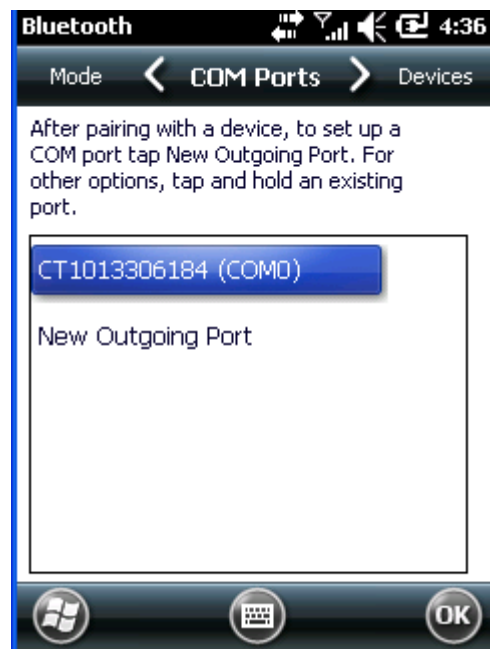 Bluetooth 4:36
Mode COM Ports Devices
After pairing with a device, to set up a
COM port tap New Outgoing Port. For
other options, tap and hold an existing
port.
CT1013306184 (COM0)
New Outgoing Port
OK